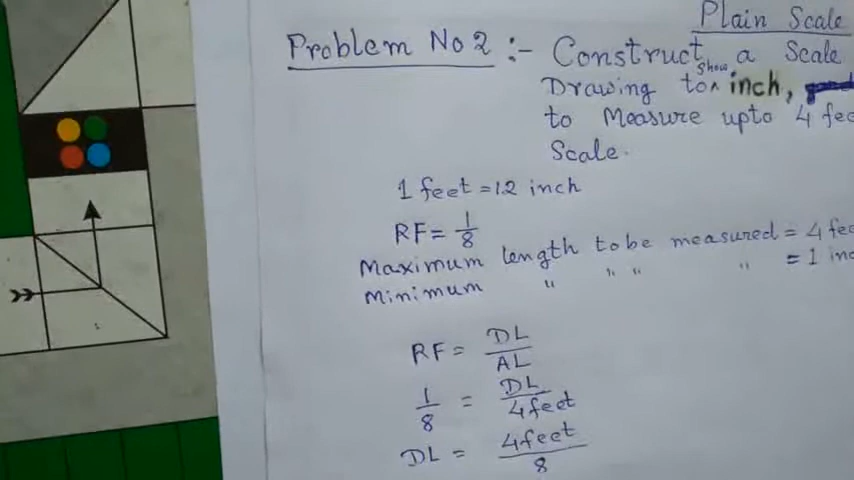 Plain Scale
Problem No 2 :- Construct a Scale
show
Drawing to ^ inch,
to Measure upto 4
Scale.
1 feet = 12 inch
RF = 1/8
Maximum length to be measured = 4
Minimum " " " " = 1
RF = DL/AL
1/8 = DL/4feet
DL = 4feet/8